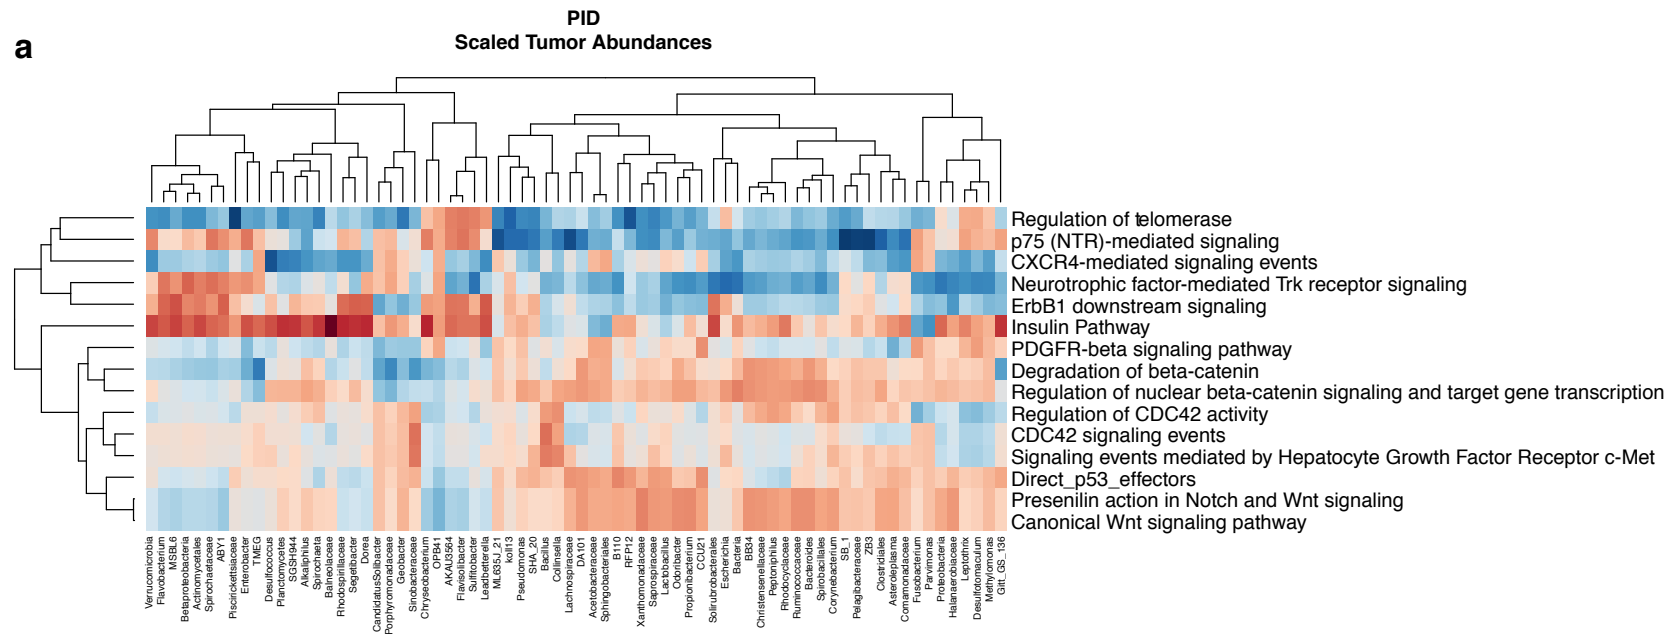 PID
Scaled Tumor Abundances
a
Regulation of telomerase
p75 (NTR)-mediated signaling
CXCR4-mediated signaling events
Neurotrophic factor-mediated Trk receptor signaling
ErbB1 downstream signaling
Insulin Pathway
PDGFR-beta signaling pathway
Degradation of beta-catenin
Regulation of nuclear beta-catenin signaling and target gene transcription
Regulation of CDC42 activity
CDC42 signaling events
Signaling events mediated by Hepatocyte Growth Factor Receptor c-Met
Direct_p53_effectors
Presenilin action in Notch and Wnt signaling
Canonical Wnt signaling pathway
Verrucomicrobia
Flavobacterium
MSBL6
Betaproteobacteria
Actinomycetales
Spirochaetaceae
ABY1
Piscirickettsiaceae
Enterobacter
TMEG
Desulfococcus
Planctomycetes
SGSH944
Alkaliphilus
Spirochaeta
Balneolaceae
Rhodospirillaceae
Segetibacter
Dorea
CandidatusSolibacter
Porphyromonadaceae
Geobacter
Sinobacteraceae
Chryseobacterium
OPB41
AKAU3564
Flavisolibacter
Sulfitobacter
Leadbetterella
ML635J_21
koll13
Pseudomonas
SHA_20
Bacillus
Collinsella
Lachnospiraceae
DA101
Acetobacteraceae
Sphingobacteriales
B110
RFP12
Xanthomonadaceae
Saprospiraceae
Lactobacillus
Odoribacter
Propionibacterium
CCU21
Solirubrobacterales
Escherichia
Bacteria
BB34
Christensenellaceae
Peptoniphilus
Rhodocyclaceae
Ruminococcaceae
Bacteroides
Spirobacillales
Corynebacterium
SB_1
Pelagibacteraceae
ZB3
Clostridiales
Asteroleplasma
Comamonadaceae
Fusobacterium
Parvimonas
Proteobacteria
Halanaerobiaceae
Leptothrix
Desulfotomaculum
Methylomonas
Gitt_GS_136